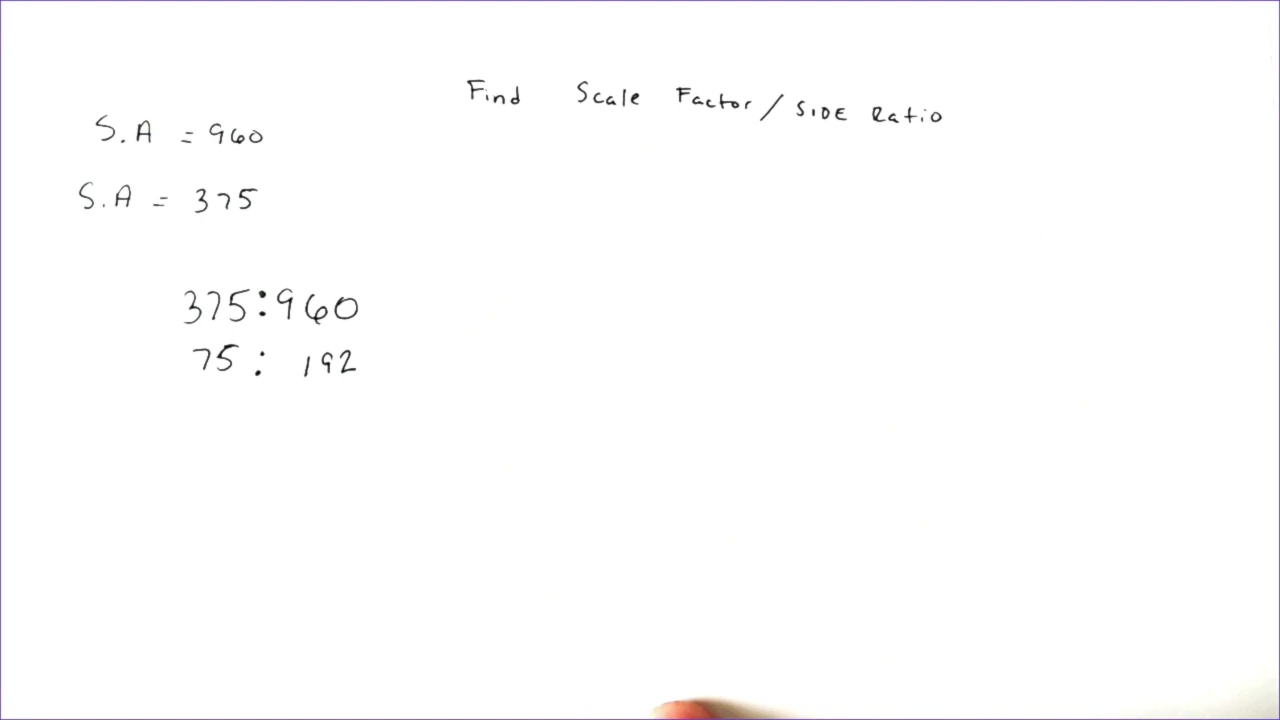 Find Scale Factor / SIDE Ratio
S.A = 960
S.A = 375
375:960
75 : 192